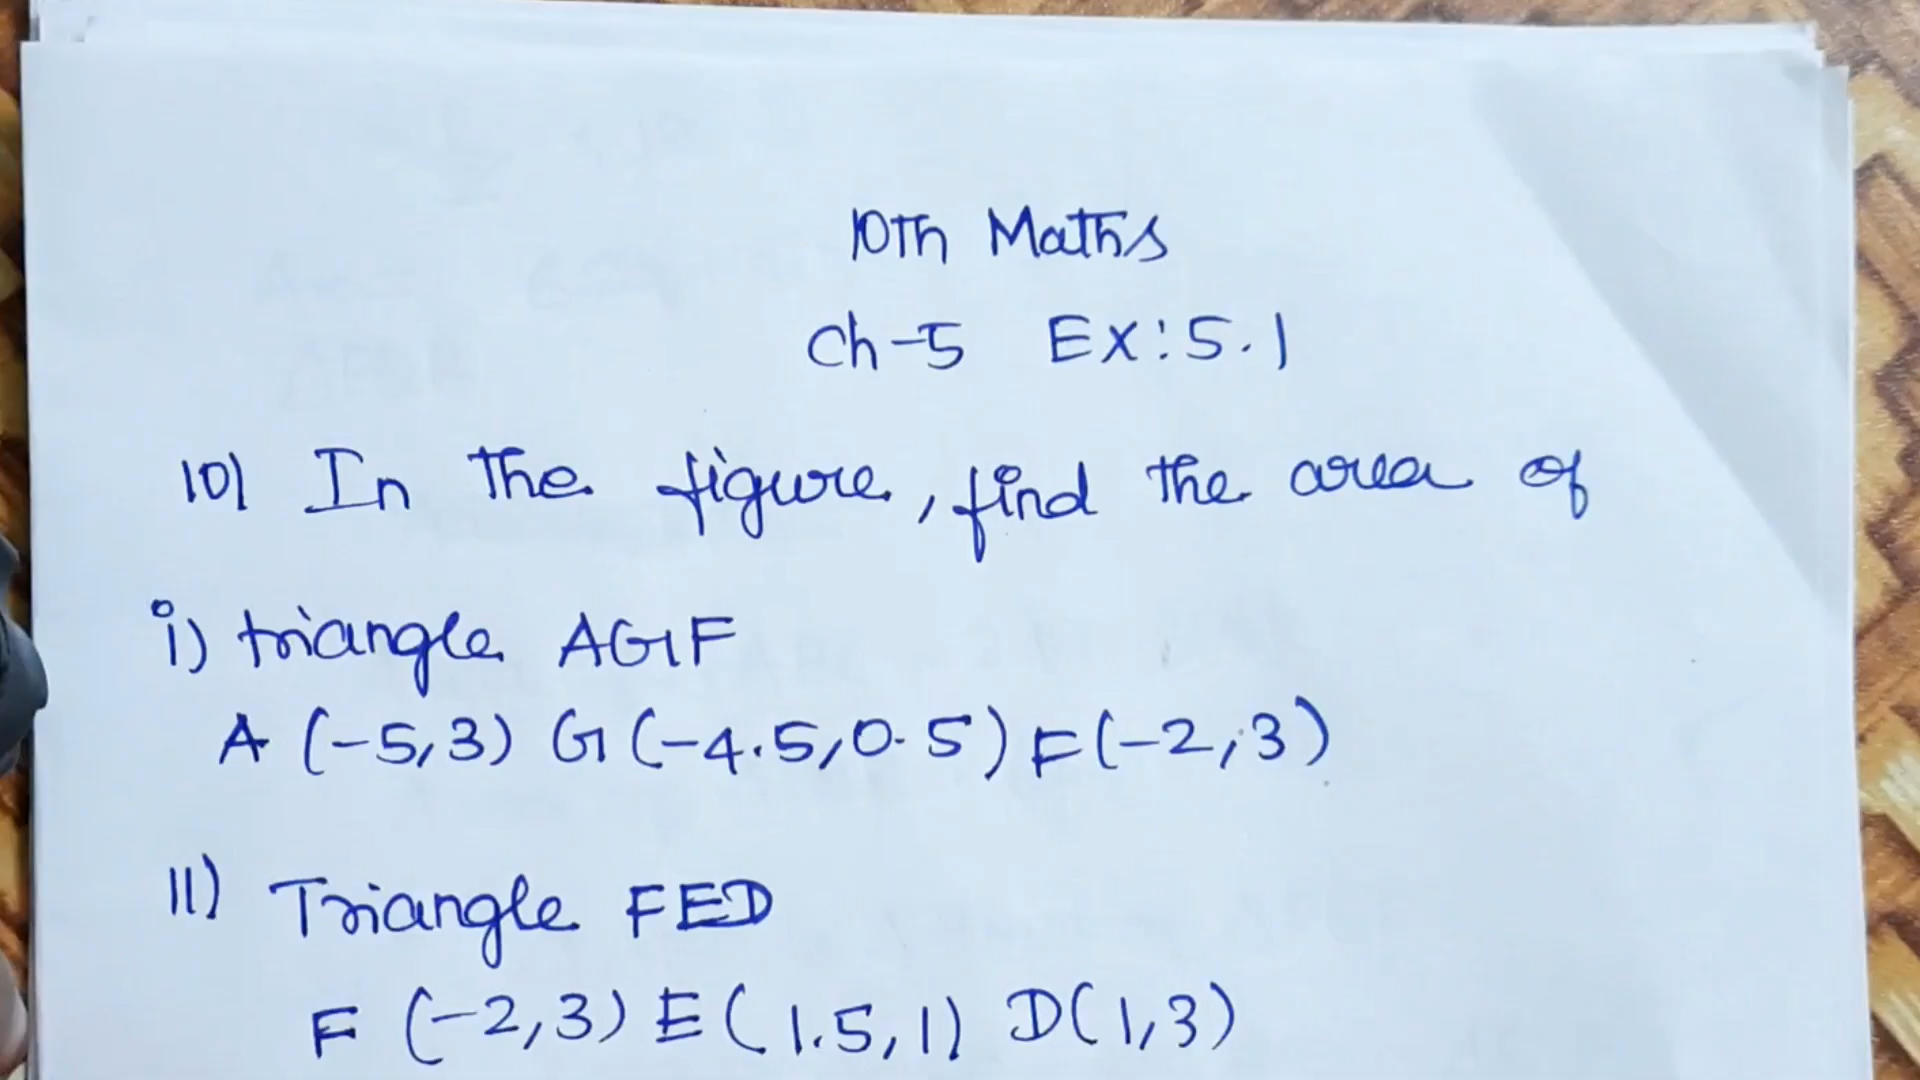 10Th Maths
Ch-5 Ex:5.1
10) In the figure, find the area of
i) triangle AGF
A (-5,3) G(-4.5,0.5) F(-2,3)
11) Triangle FED
F (-2,3) E(1.5,1) D(1,3)